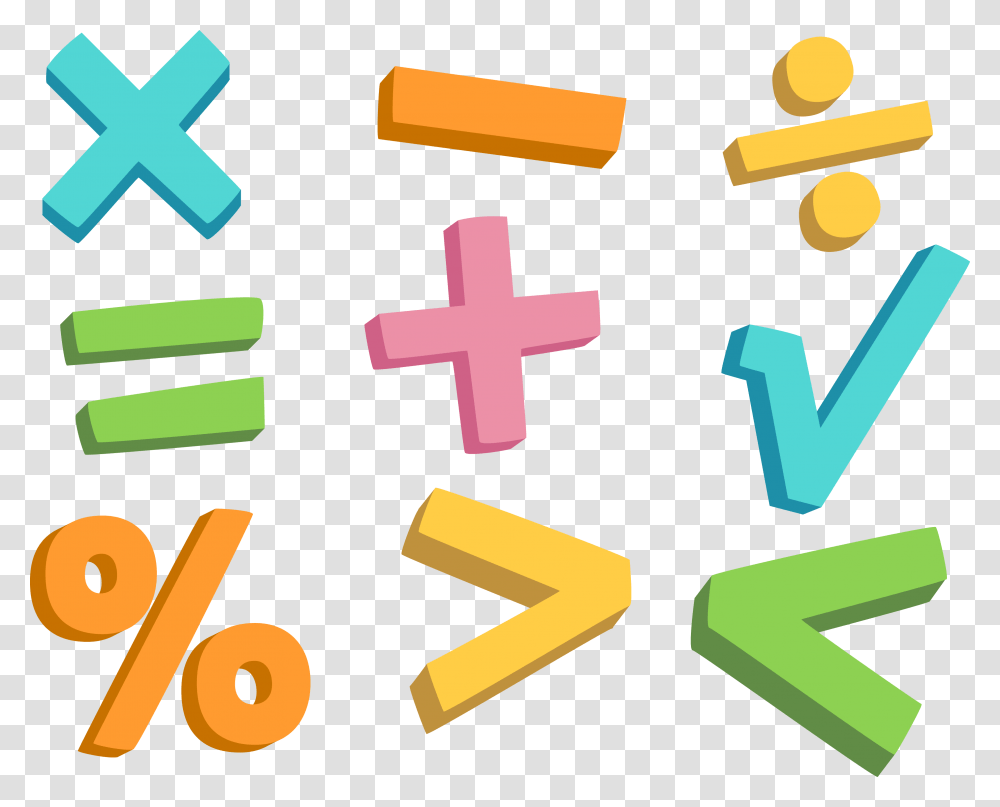 × − ÷
= + √
% > <